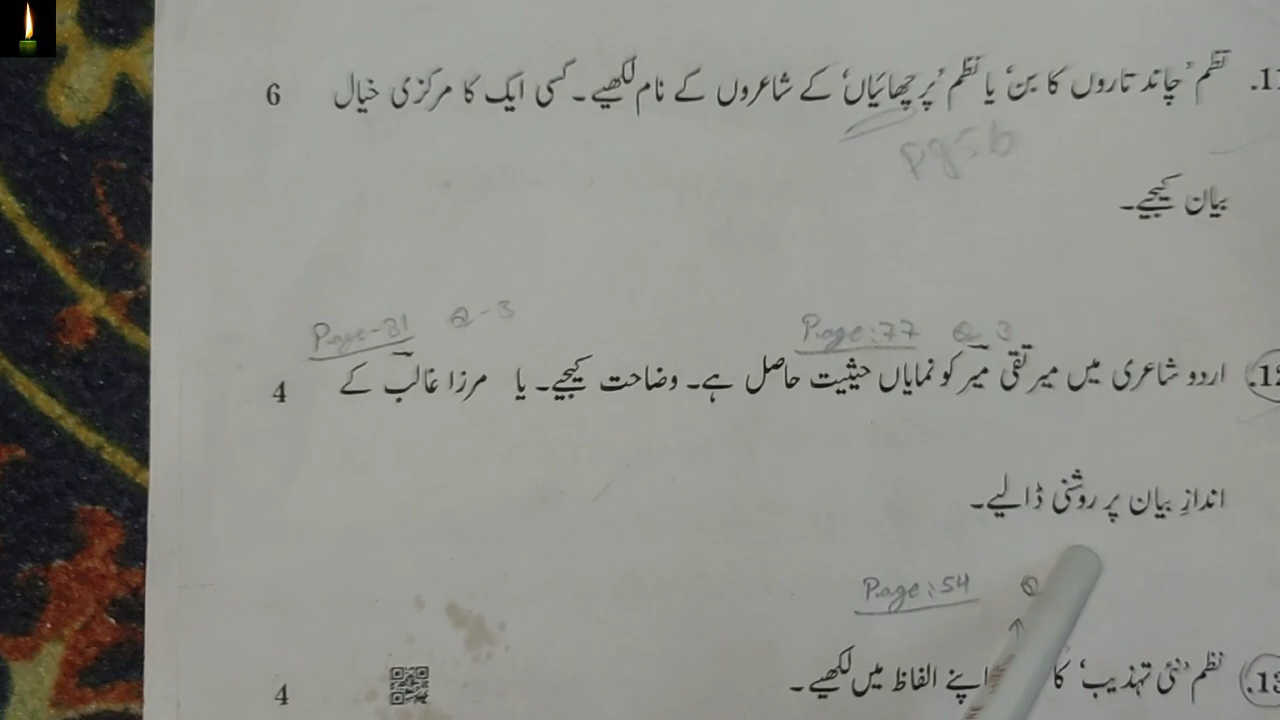 نظم ’چاند تاروں کا بن‘ یا نظم ’پرچھائیاں‘ کے شاعروں کے نام لکھیے۔ کسی ایک کا مرکزی خیال 6
pg 56
بیان کیجیے۔
Page:77 Q 3 Page-81 Q-3
اردو شاعری میں میر تقی میر کو نمایاں حیثیت حاصل ہے۔ وضاحت کیجیے۔ یا مرزا غالب کے 4
اندازِ بیان پر روشنی ڈالیے۔
Page:54 Q
.13 نظم ’نئی تہذیب‘ کا اپنے الفاظ میں لکھیے۔ 4